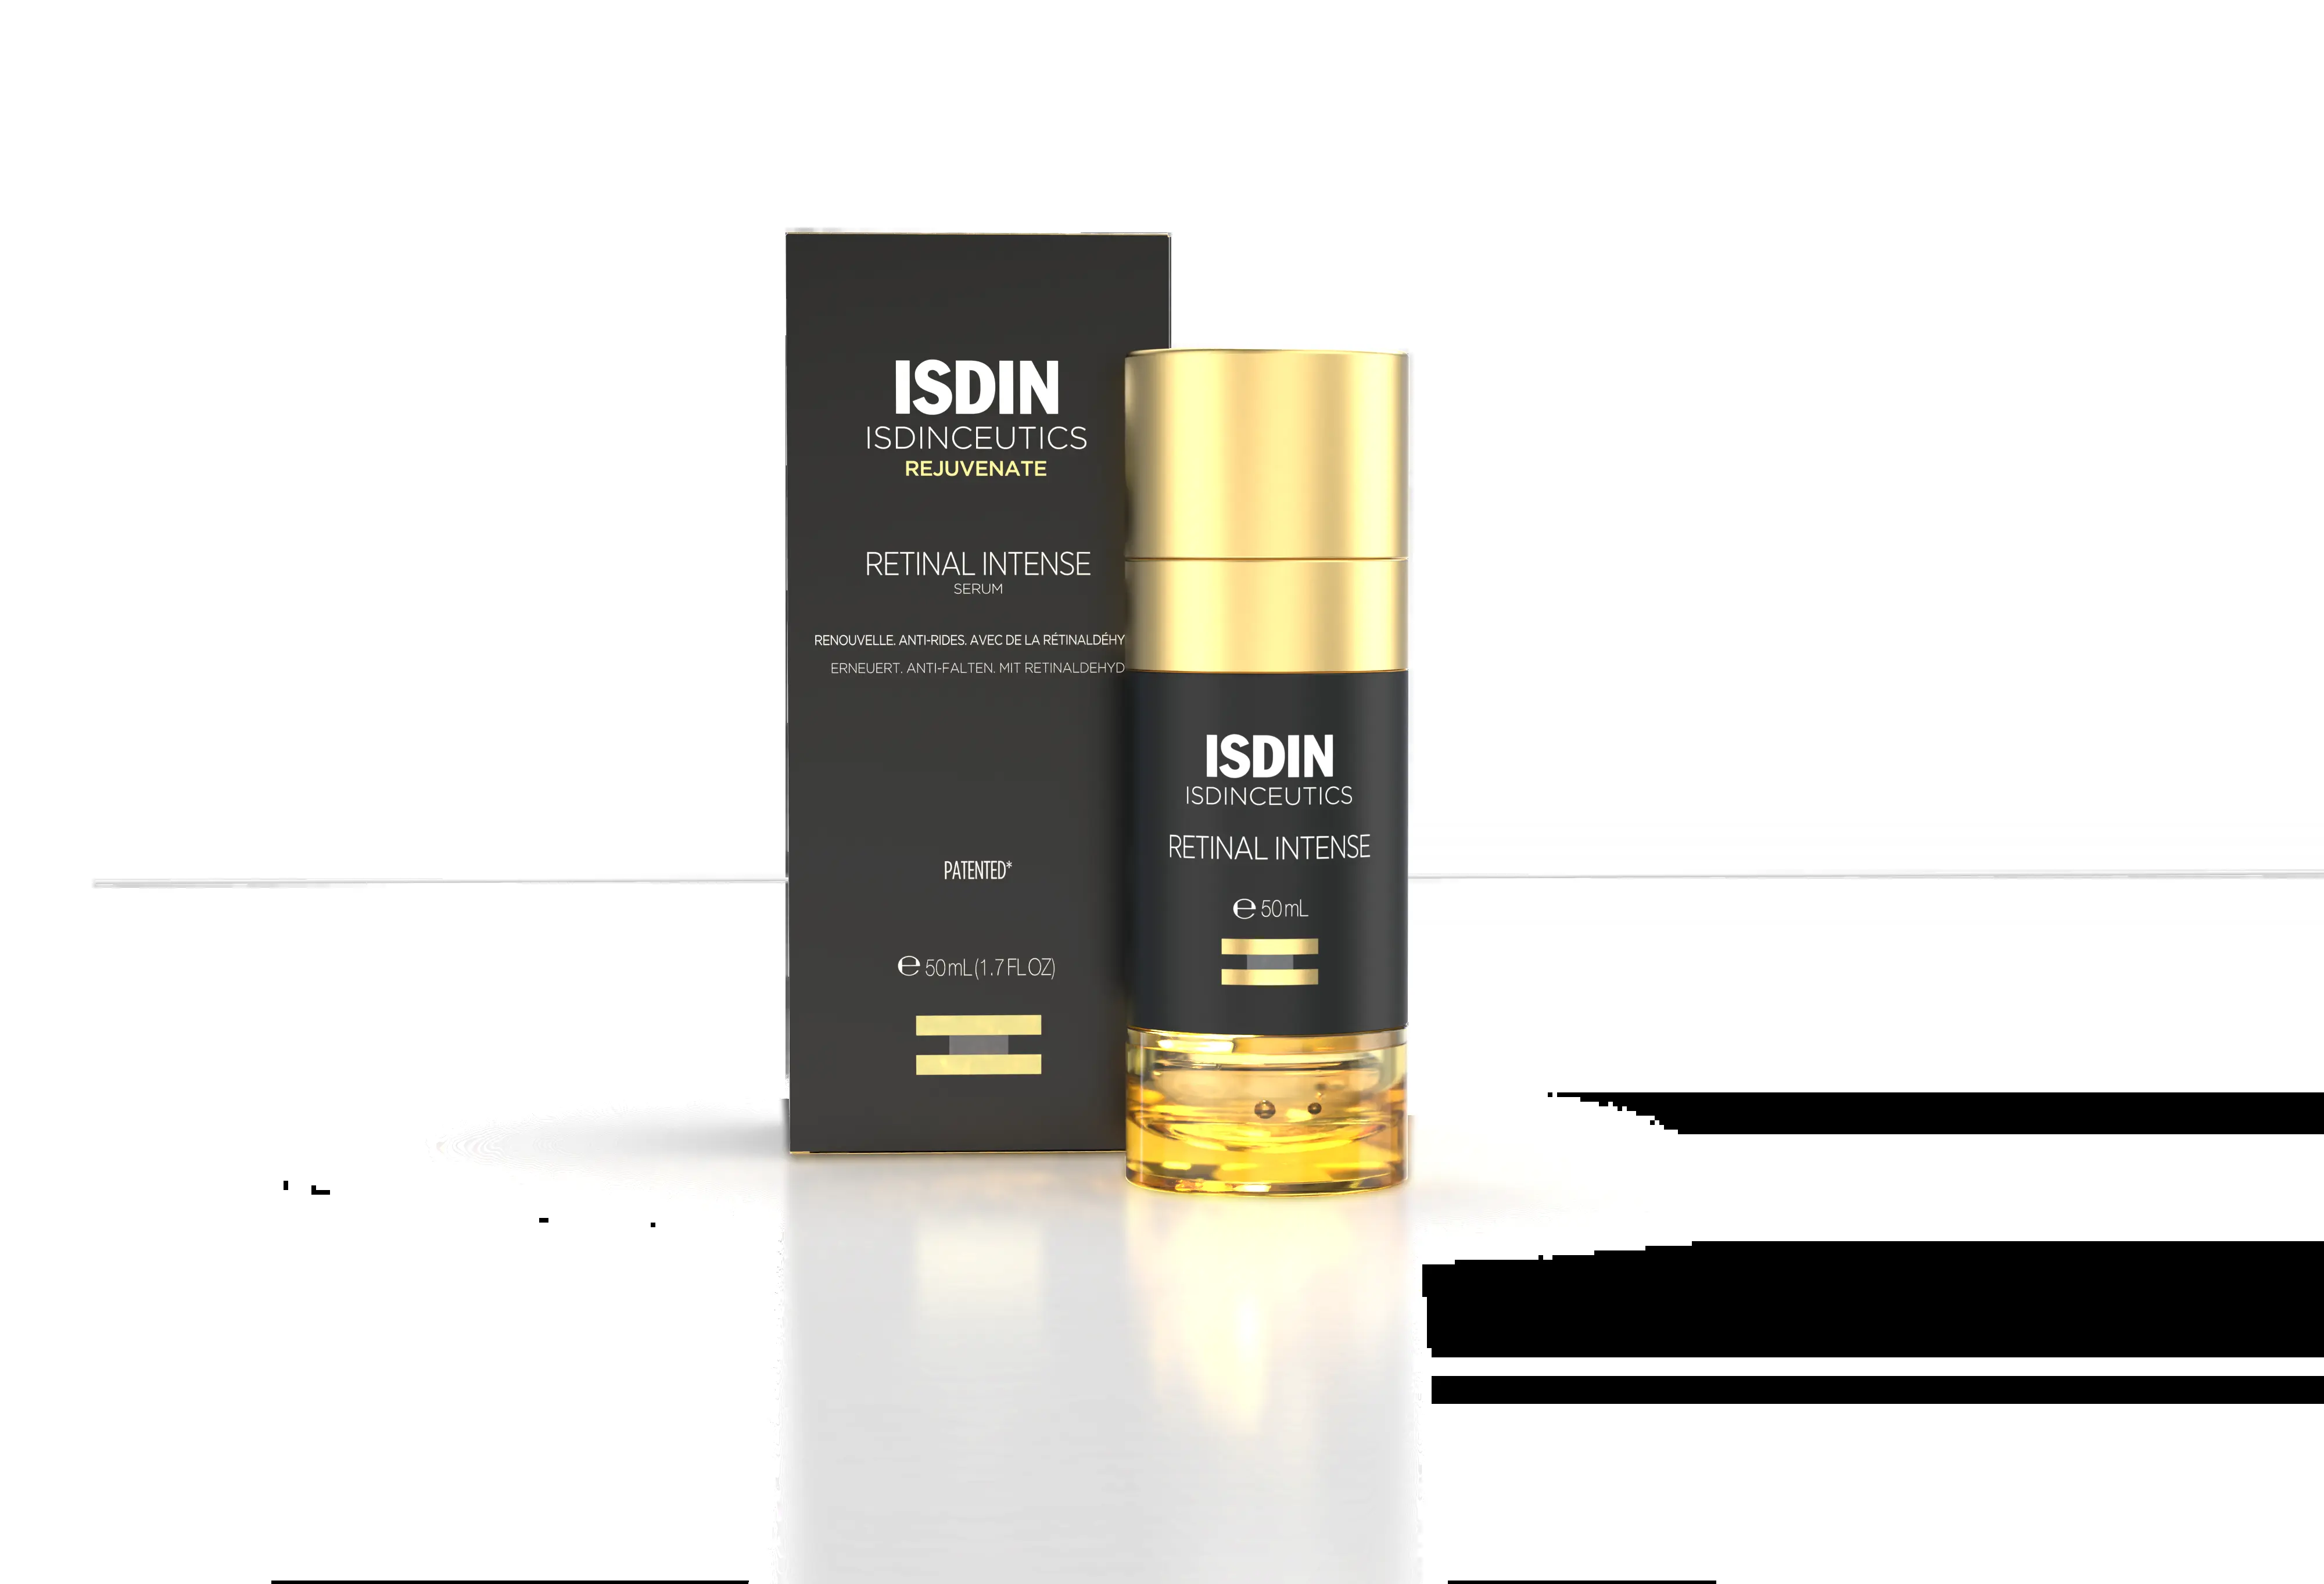 ISDIN
ISDINCEUTICS
REJUVENATE
RETINAL INTENSE
SERUM
RENOUVELLE. ANTI-RIDES. AVEC DE LA RÉTINALDÉHY
ERNEUERT. ANTI-FALTEN. MIT RETINALDEHYD
PATENTED*
℮ 50 mL (1.7 FL OZ)
ISDIN
ISDINCEUTICS
RETINAL INTENSE
℮ 50 mL